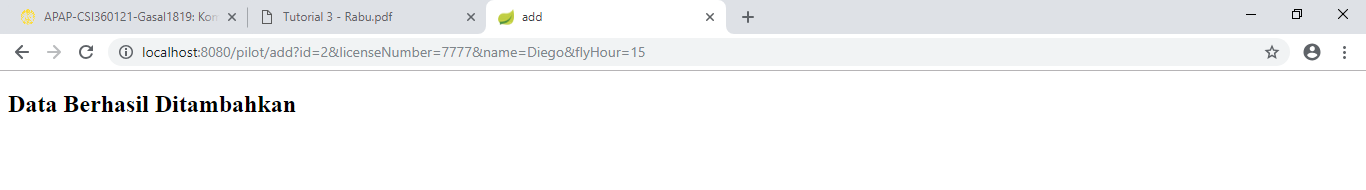 APAP-CSI360121-Gasal1819: Kom
Tutorial 3 - Rabu.pdf
add
localhost:8080/pilot/add?id=2&licenseNumber=7777&name=Diego&flyHour=15
Data Berhasil Ditambahkan